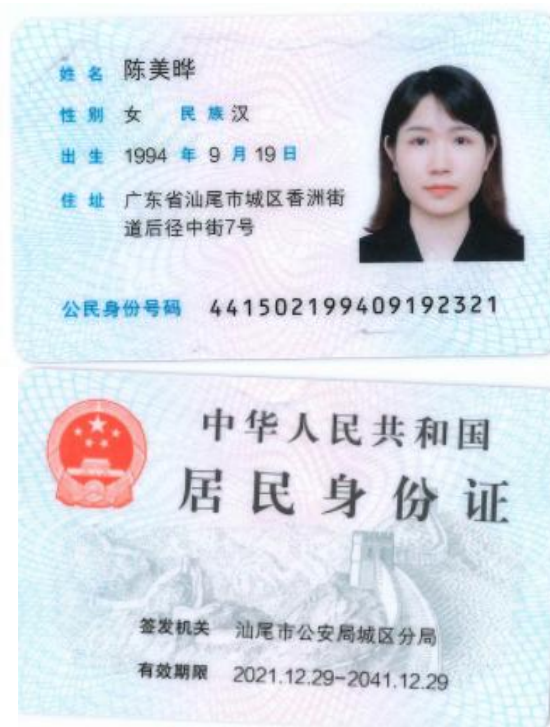 姓名 陈美晔
性别 女 民族 汉
出生 1994 年 9 月 19 日
住址 广东省汕尾市城区香洲街
道后径中街7号
公民身份号码 441502199409192321
中华人民共和国
居民身份证
签发机关 汕尾市公安局城区分局
有效期限 2021.12.29-2041.12.29